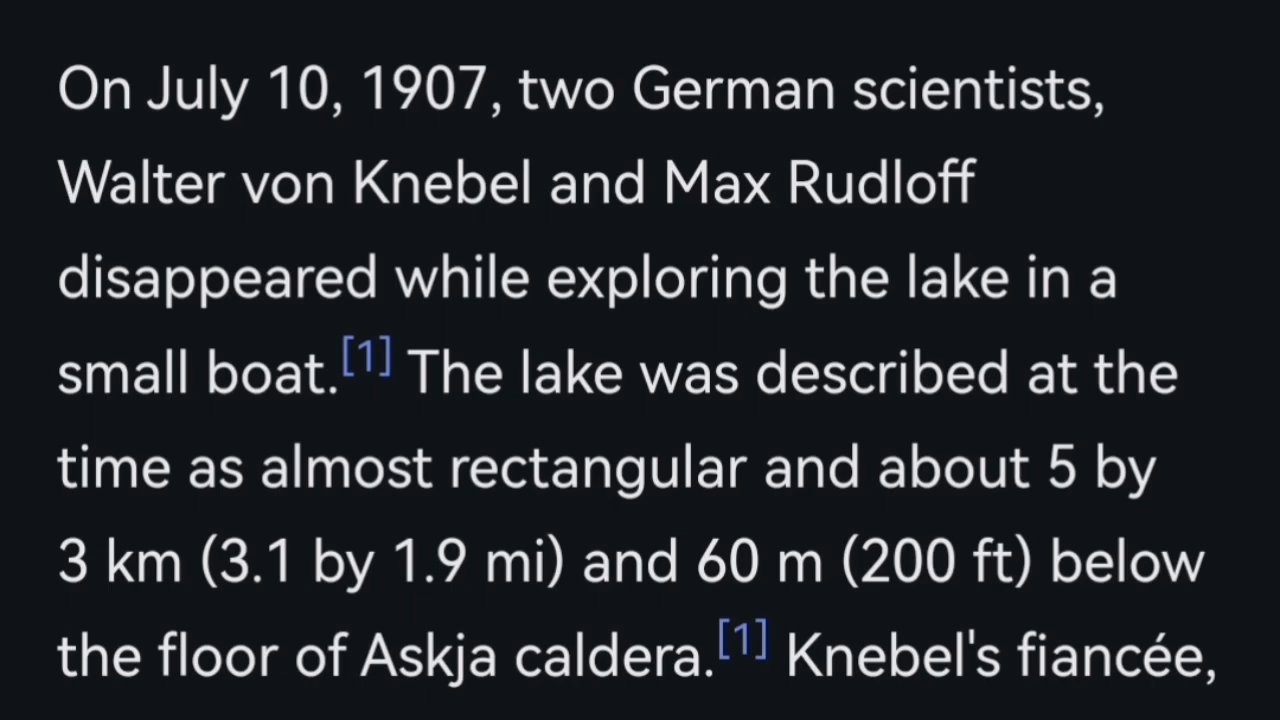 On July 10, 1907, two German scientists,
Walter von Knebel and Max Rudloff
disappeared while exploring the lake in a
small boat.[1] The lake was described at the
time as almost rectangular and about 5 by
3 km (3.1 by 1.9 mi) and 60 m (200 ft) below
the floor of Askja caldera.[1] Knebel's fiancée,